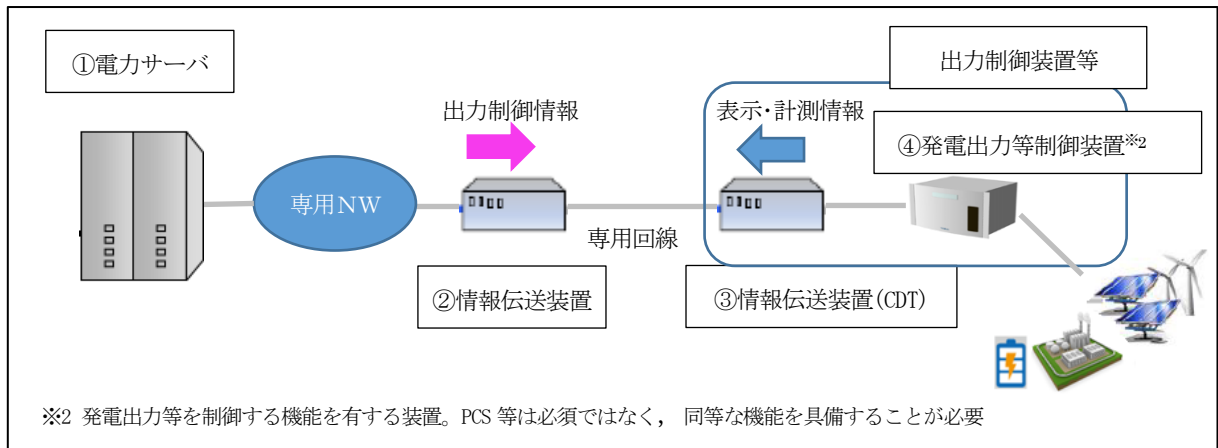 ①電力サーバ
出力制御装置等
出力制御情報
表示・計測情報
④発電出力等制御装置※2
専用NW
専用回線
②情報伝送装置
③情報伝送装置(CDT)
※2 発電出力等を制御する機能を有する装置。PCS 等は必須ではなく, 同等な機能を具備することが必要